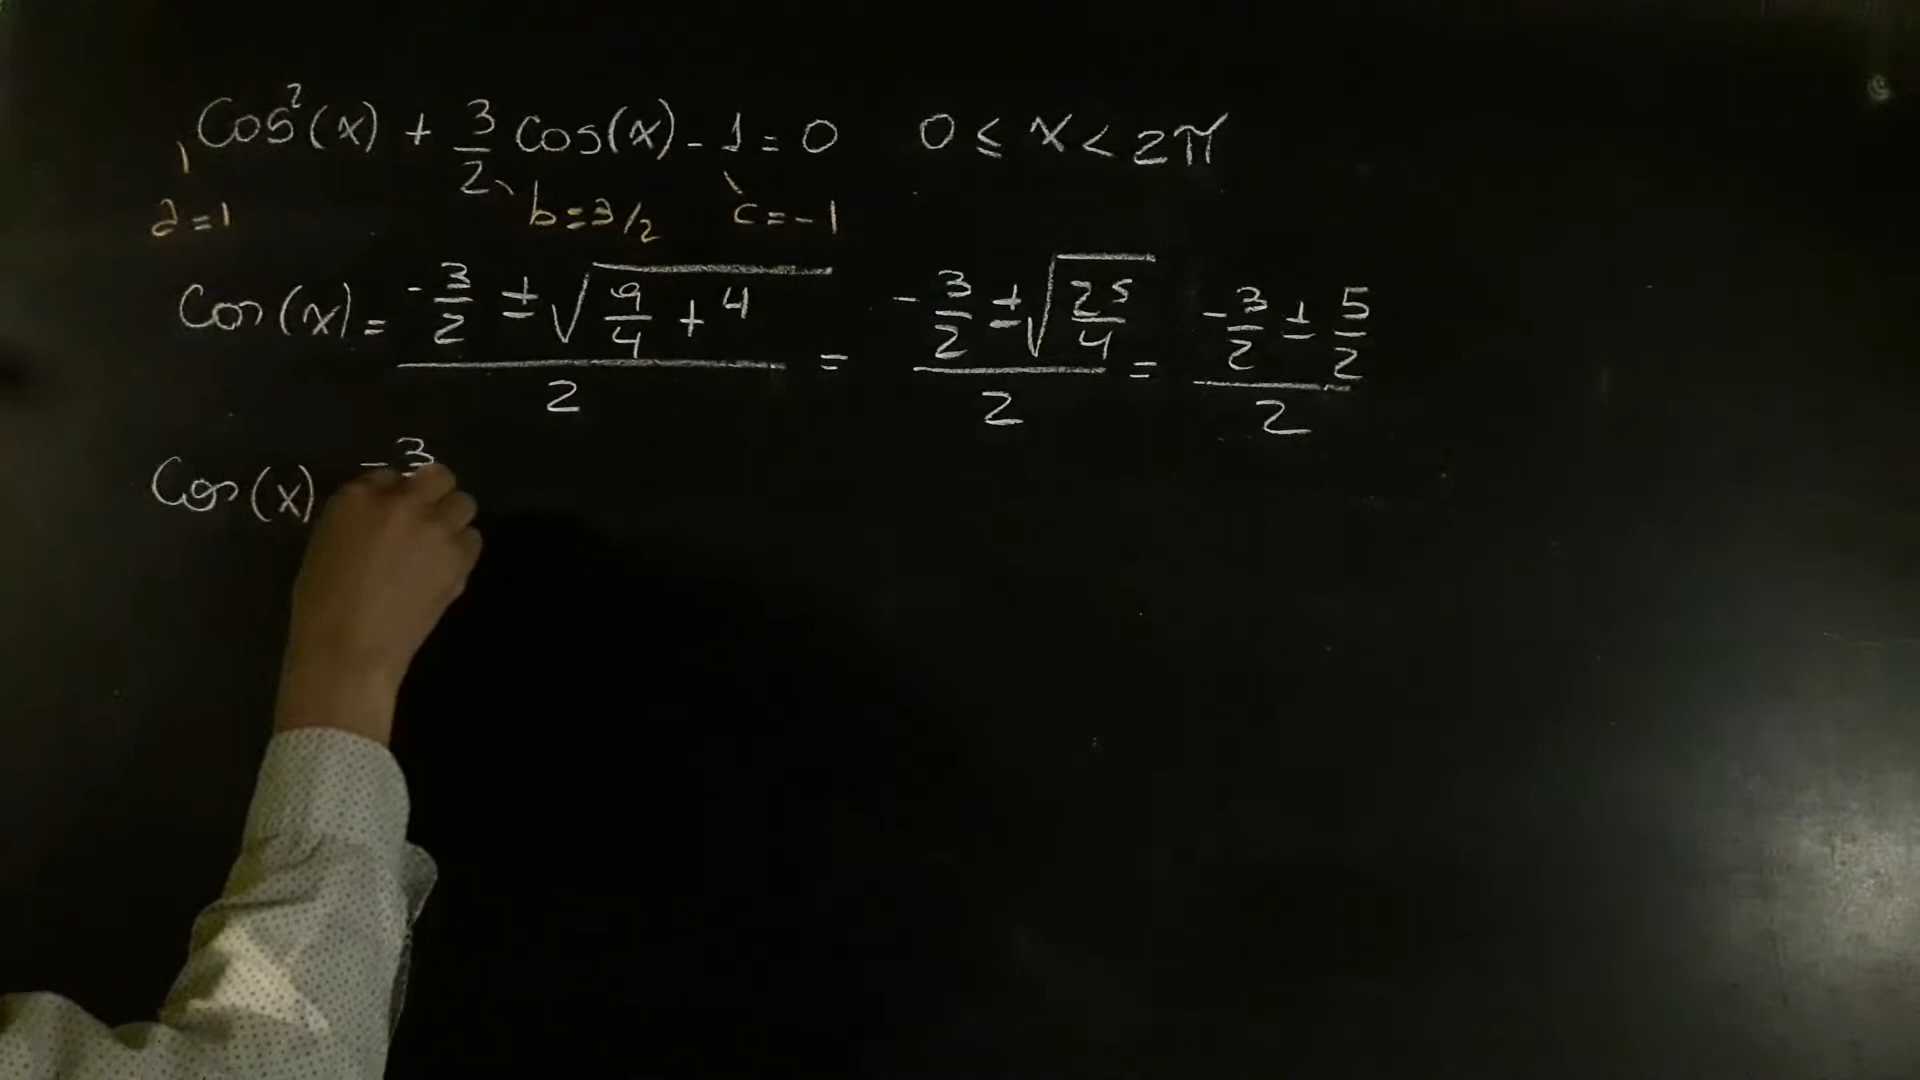 Cos²(x) + 3/2 cos(x) - 1 = 0 0 ≤ x < 2π
a=1 b=3/2 c=-1
Cos(x) = (-3/2 ± √(9/4 + 4))/2 = (-3/2 ± √(25/4))/2 = (-3/2 ± 5/2)/2
Cos(x) -3